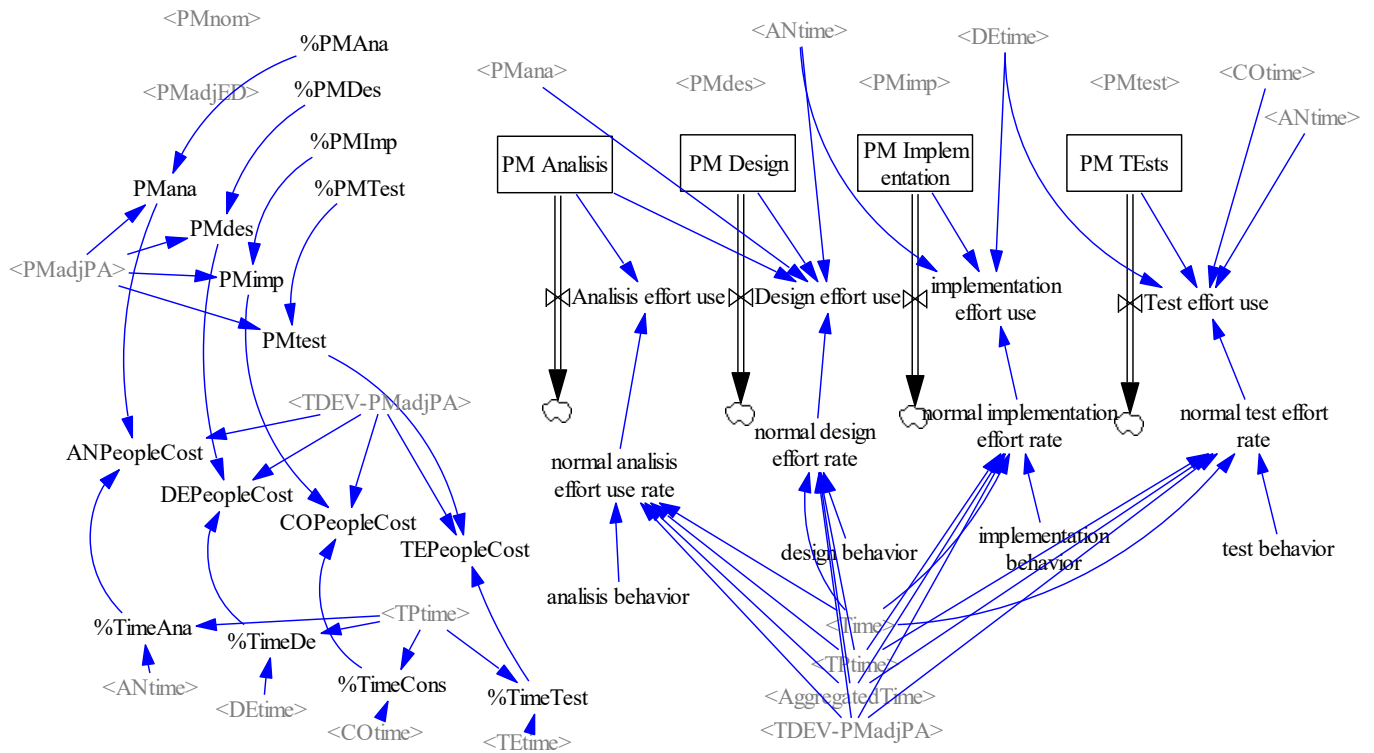 <PMnom>
%PMAna
<PMadjED>
%PMDes
%PMImp
%PMTest
PMana
PMdes
<PMadjPA>
PMimp
PMtest
<TDEV-PMadjPA>
ANPeopleCost
DEPeopleCost
COPeopleCost
TEPeopleCost
<TPtime>
%TimeAna
%TimeDe
%TimeCons
%TimeTest
<ANtime>
<DEtime>
<COtime>
<TEtime>
<ANtime>
<DEtime>
<PMana>
<PMdes>
<PMimp>
<PMtest>
<COtime>
<ANtime>
PM Analisis
PM Design
PM Implem
entation
PM TEsts
Analisis effort use
Design effort use
implementation
effort use
Test effort use
normal analisis
effort use rate
normal design
effort rate
normal implementation
effort rate
normal test effort
rate
analisis behavior
design behavior
implementation
behavior
test behavior
<Time>
<TPtime>
<AggregatedTime>
<TDEV-PMadjPA>